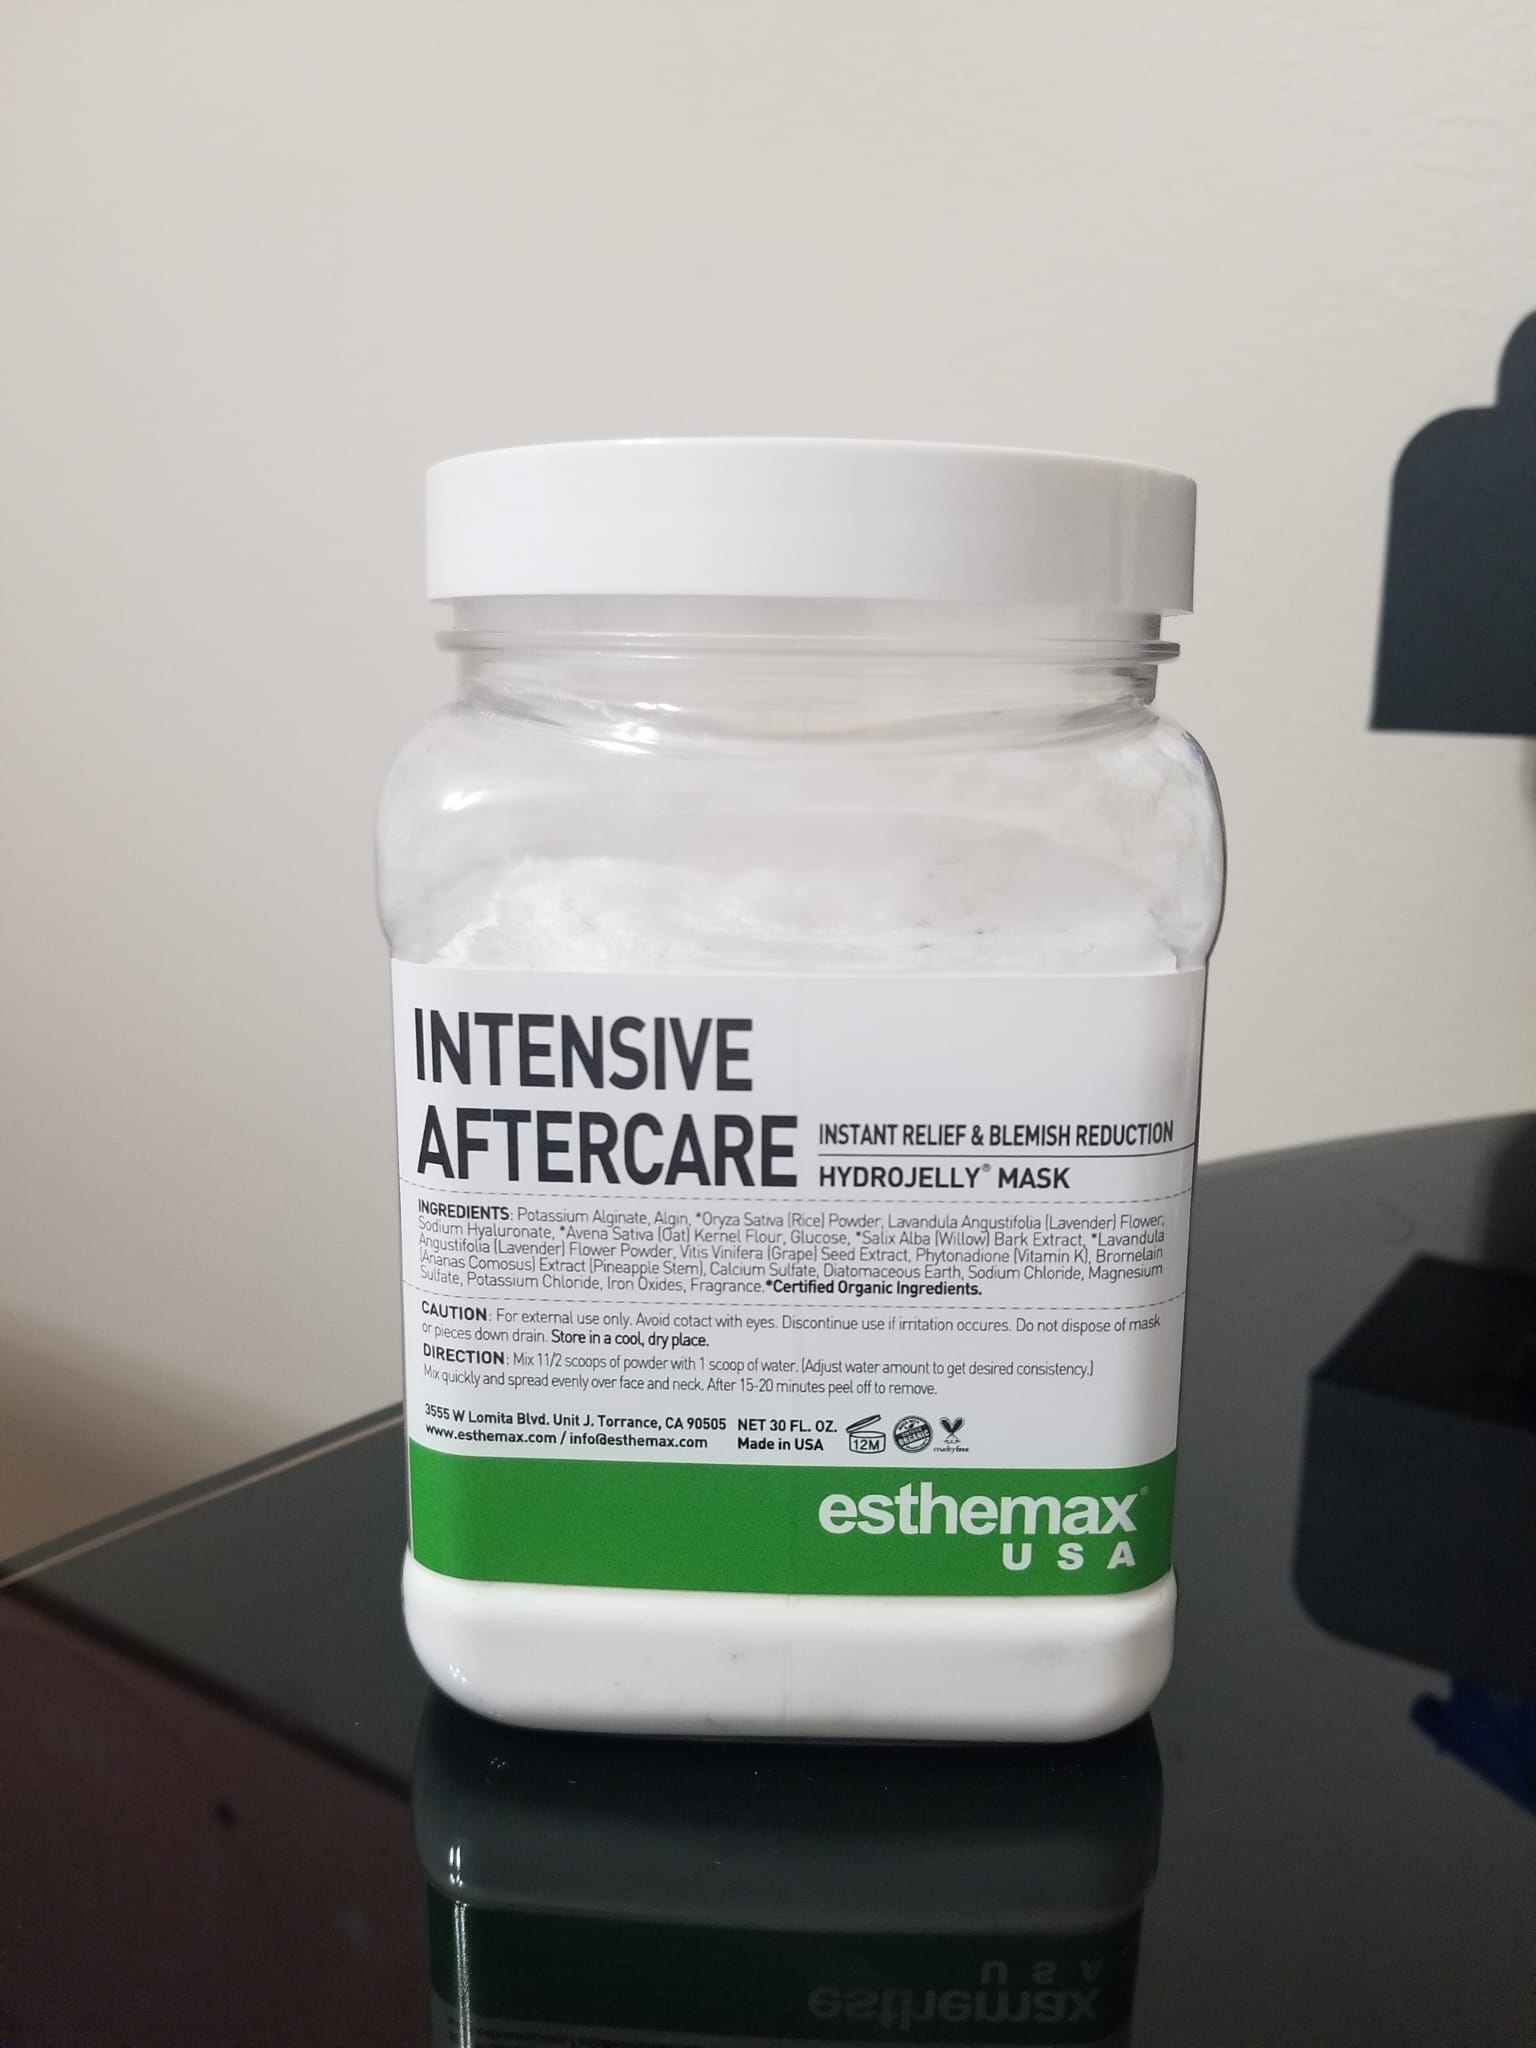 INTENSIVE
AFTERCARE
INSTANT RELIEF & BLEMISH REDUCTION
HYDROJELLY® MASK
INGREDIENTS: Potassium Alginate, Algin, *Oryza Sativa (Rice) Powder, Lavandula Angustifolia (Lavender) Flower,
Sodium Hyaluronate, *Avena Sativa (Oat) Kernel Flour, Glucose, *Salix Alba (Willow) Bark Extract, *Lavandula
Angustifolia (Lavender) Flower Powder, Vitis Vinifera (Grape) Seed Extract, Phytonadione (Vitamin K), Bromelain
(Ananas Comosus) Extract (Pineapple Stem), Calcium Sulfate, Diatomaceous Earth, Sodium Chloride, Magnesium
Sulfate, Potassium Chloride, Iron Oxides, Fragrance.*Certified Organic Ingredients.
CAUTION: For external use only. Avoid cotact with eyes. Discontinue use if irritation occures. Do not dispose of mask
or pieces down drain. Store in a cool, dry place.
DIRECTION: Mix 1 1/2 scoops of powder with 1 scoop of water. (Adjust water amount to get desired consistency.)
Mix quickly and spread evenly over face and neck. After 15-20 minutes peel off to remove.
3555 W Lomita Blvd. Unit J. Torrance, CA 90505
www.esthemax.com / info@esthemax.com
NET 30 FL. OZ.
Made in USA
12M
ORGANIC
crueltyfree
esthemax®
USA